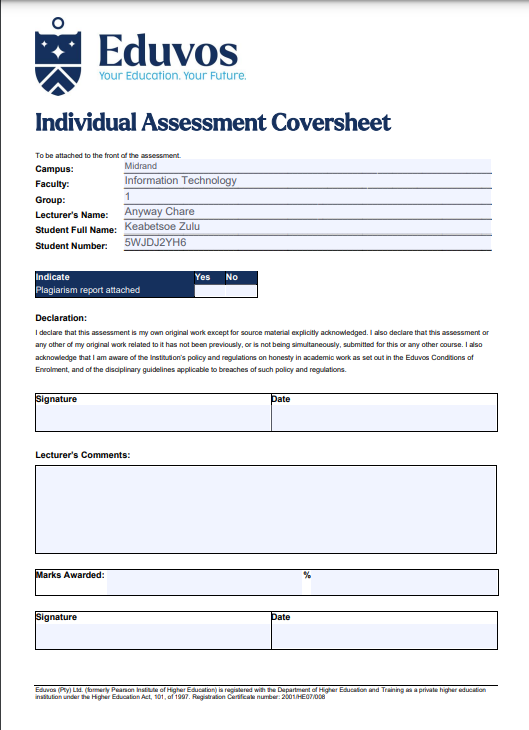 Eduvos
Your Education. Your Future.
Individual Assessment Coversheet
To be attached to the front of the assessment.
Campus: Midrand
Faculty: Information Technology
Group: 1
Lecturer's Name: Anyway Chare
Student Full Name: Keabetsoe Zulu
Student Number: 5WJDJ2YH6
Indicate Yes No
Plagiarism report attached
Declaration:
I declare that this assessment is my own original work except for source material explicitly acknowledged. I also declare that this assessment or
any other of my original work related to it has not been previously, or is not being simultaneously, submitted for this or any other course. I also
acknowledge that I am aware of the Institution's policy and regulations on honesty in academic work as set out in the Eduvos Conditions of
Enrolment, and of the disciplinary guidelines applicable to breaches of such policy and regulations.
Signature Date
Lecturer's Comments:
Marks Awarded: %
Signature Date
Eduvos (Pty) Ltd. (formerly Pearson Institute of Higher Education) is registered with the Department of Higher Education and Training as a private higher education
institution under the Higher Education Act, 101, of 1997. Registration Certificate number: 2001/HE07/008